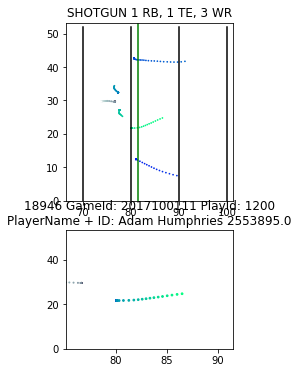 SHOTGUN 1 RB, 1 TE, 3 WR
50
40
30
20
10
0
70 80 90 100
18946 GameId: 2017100211 PlayId: 1200
PlayerName + ID: Adam Humphries 2553895.0
40
20
0
80 85 90